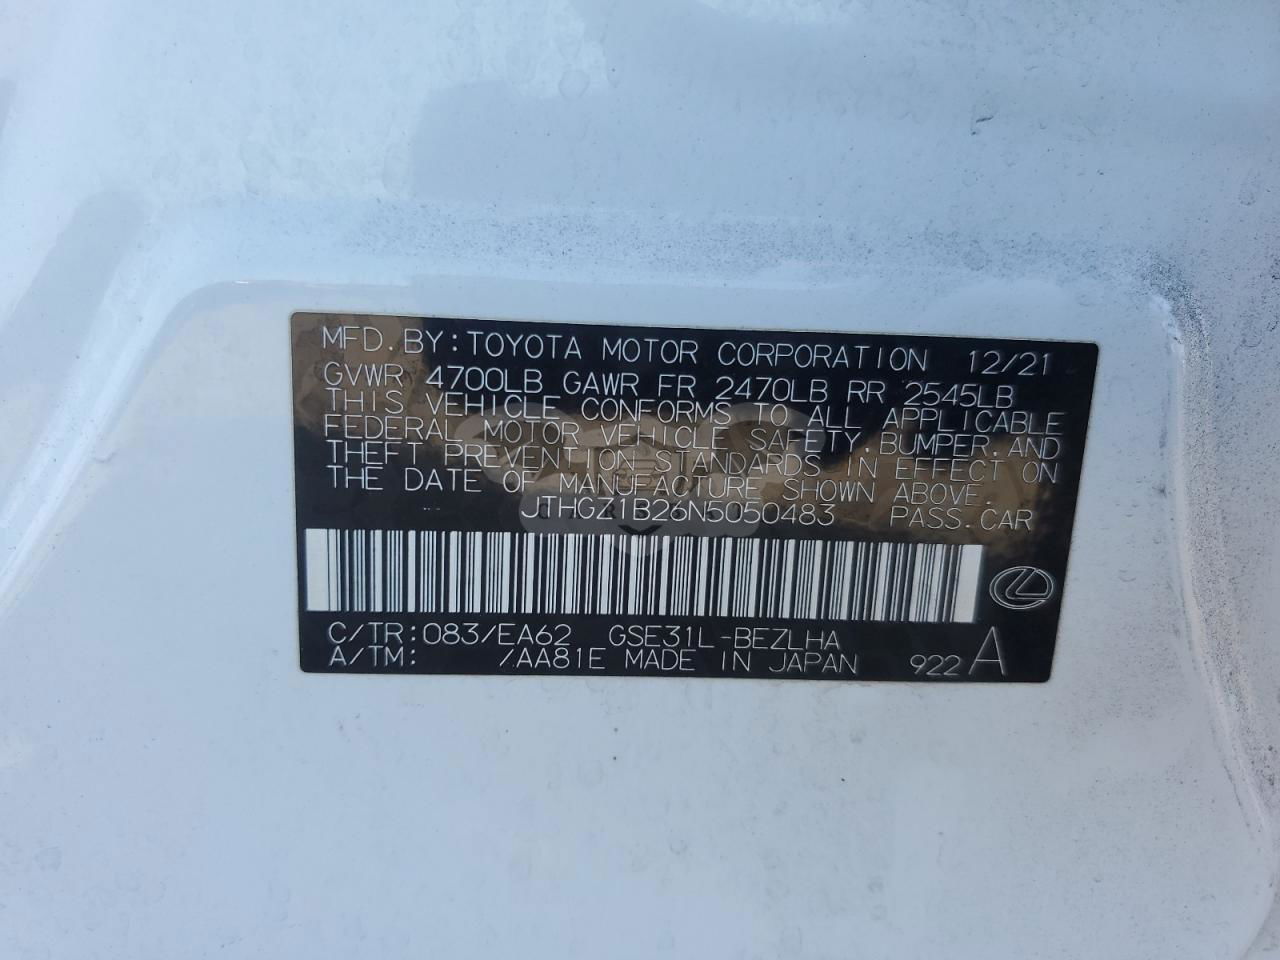 MFD. BY: TOYOTA MOTOR CORPORATION 12/21
GVWR 4700LB GAWR FR 2470LB RR 2545LB
THIS VEHICLE CONFORMS TO ALL APPLICABLE
FEDERAL MOTOR VEHICLE SAFETY, BUMPER, AND
THEFT PREVENTION STANDARDS IN EFFECT ON
THE DATE OF MANUFACTURE SHOWN ABOVE.
JTHGZ1B26N5050483 PASS. CAR
C/TR: 083/EA62 GSE31L-BEZLHA
A/TM: /AA81E MADE IN JAPAN 922 A